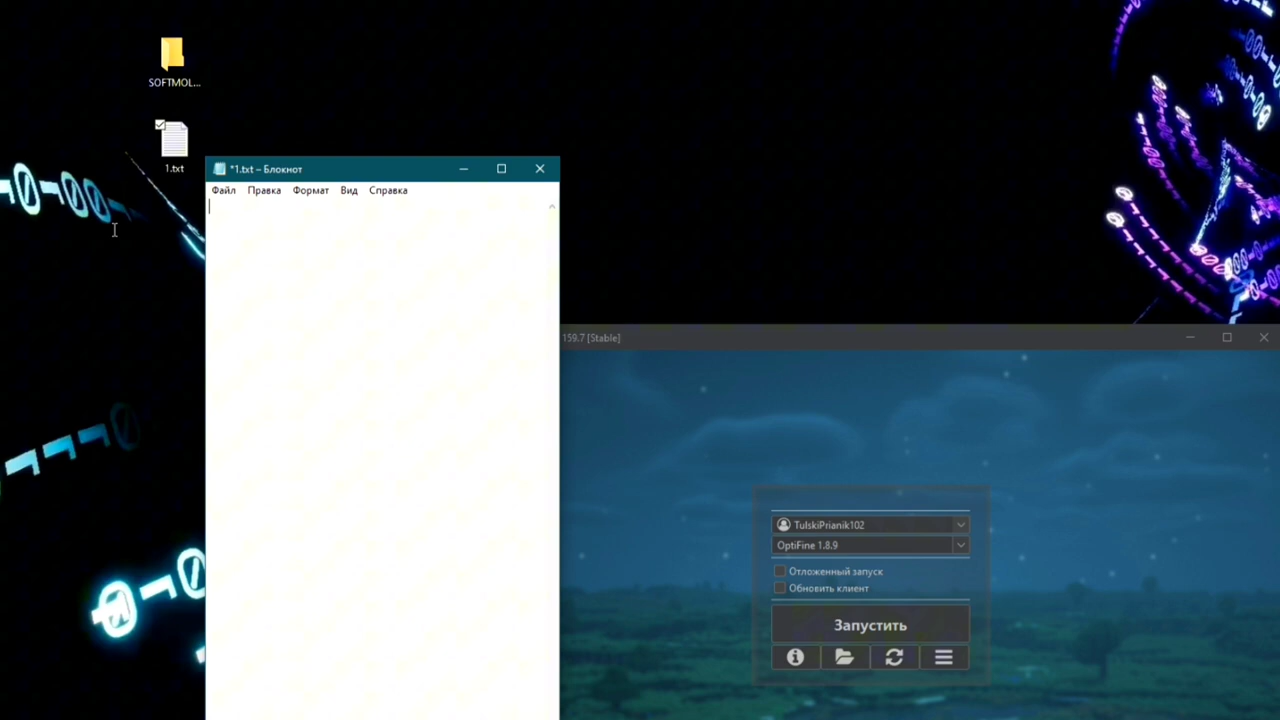 SOFTMOL...
1.txt
*1.txt – Блокнот
Файл Правка Формат Вид Справка
159.7 [Stable]
TulskiPrianik102
OptiFine 1.8.9
Отложенный запуск
Обновить клиент
Запустить